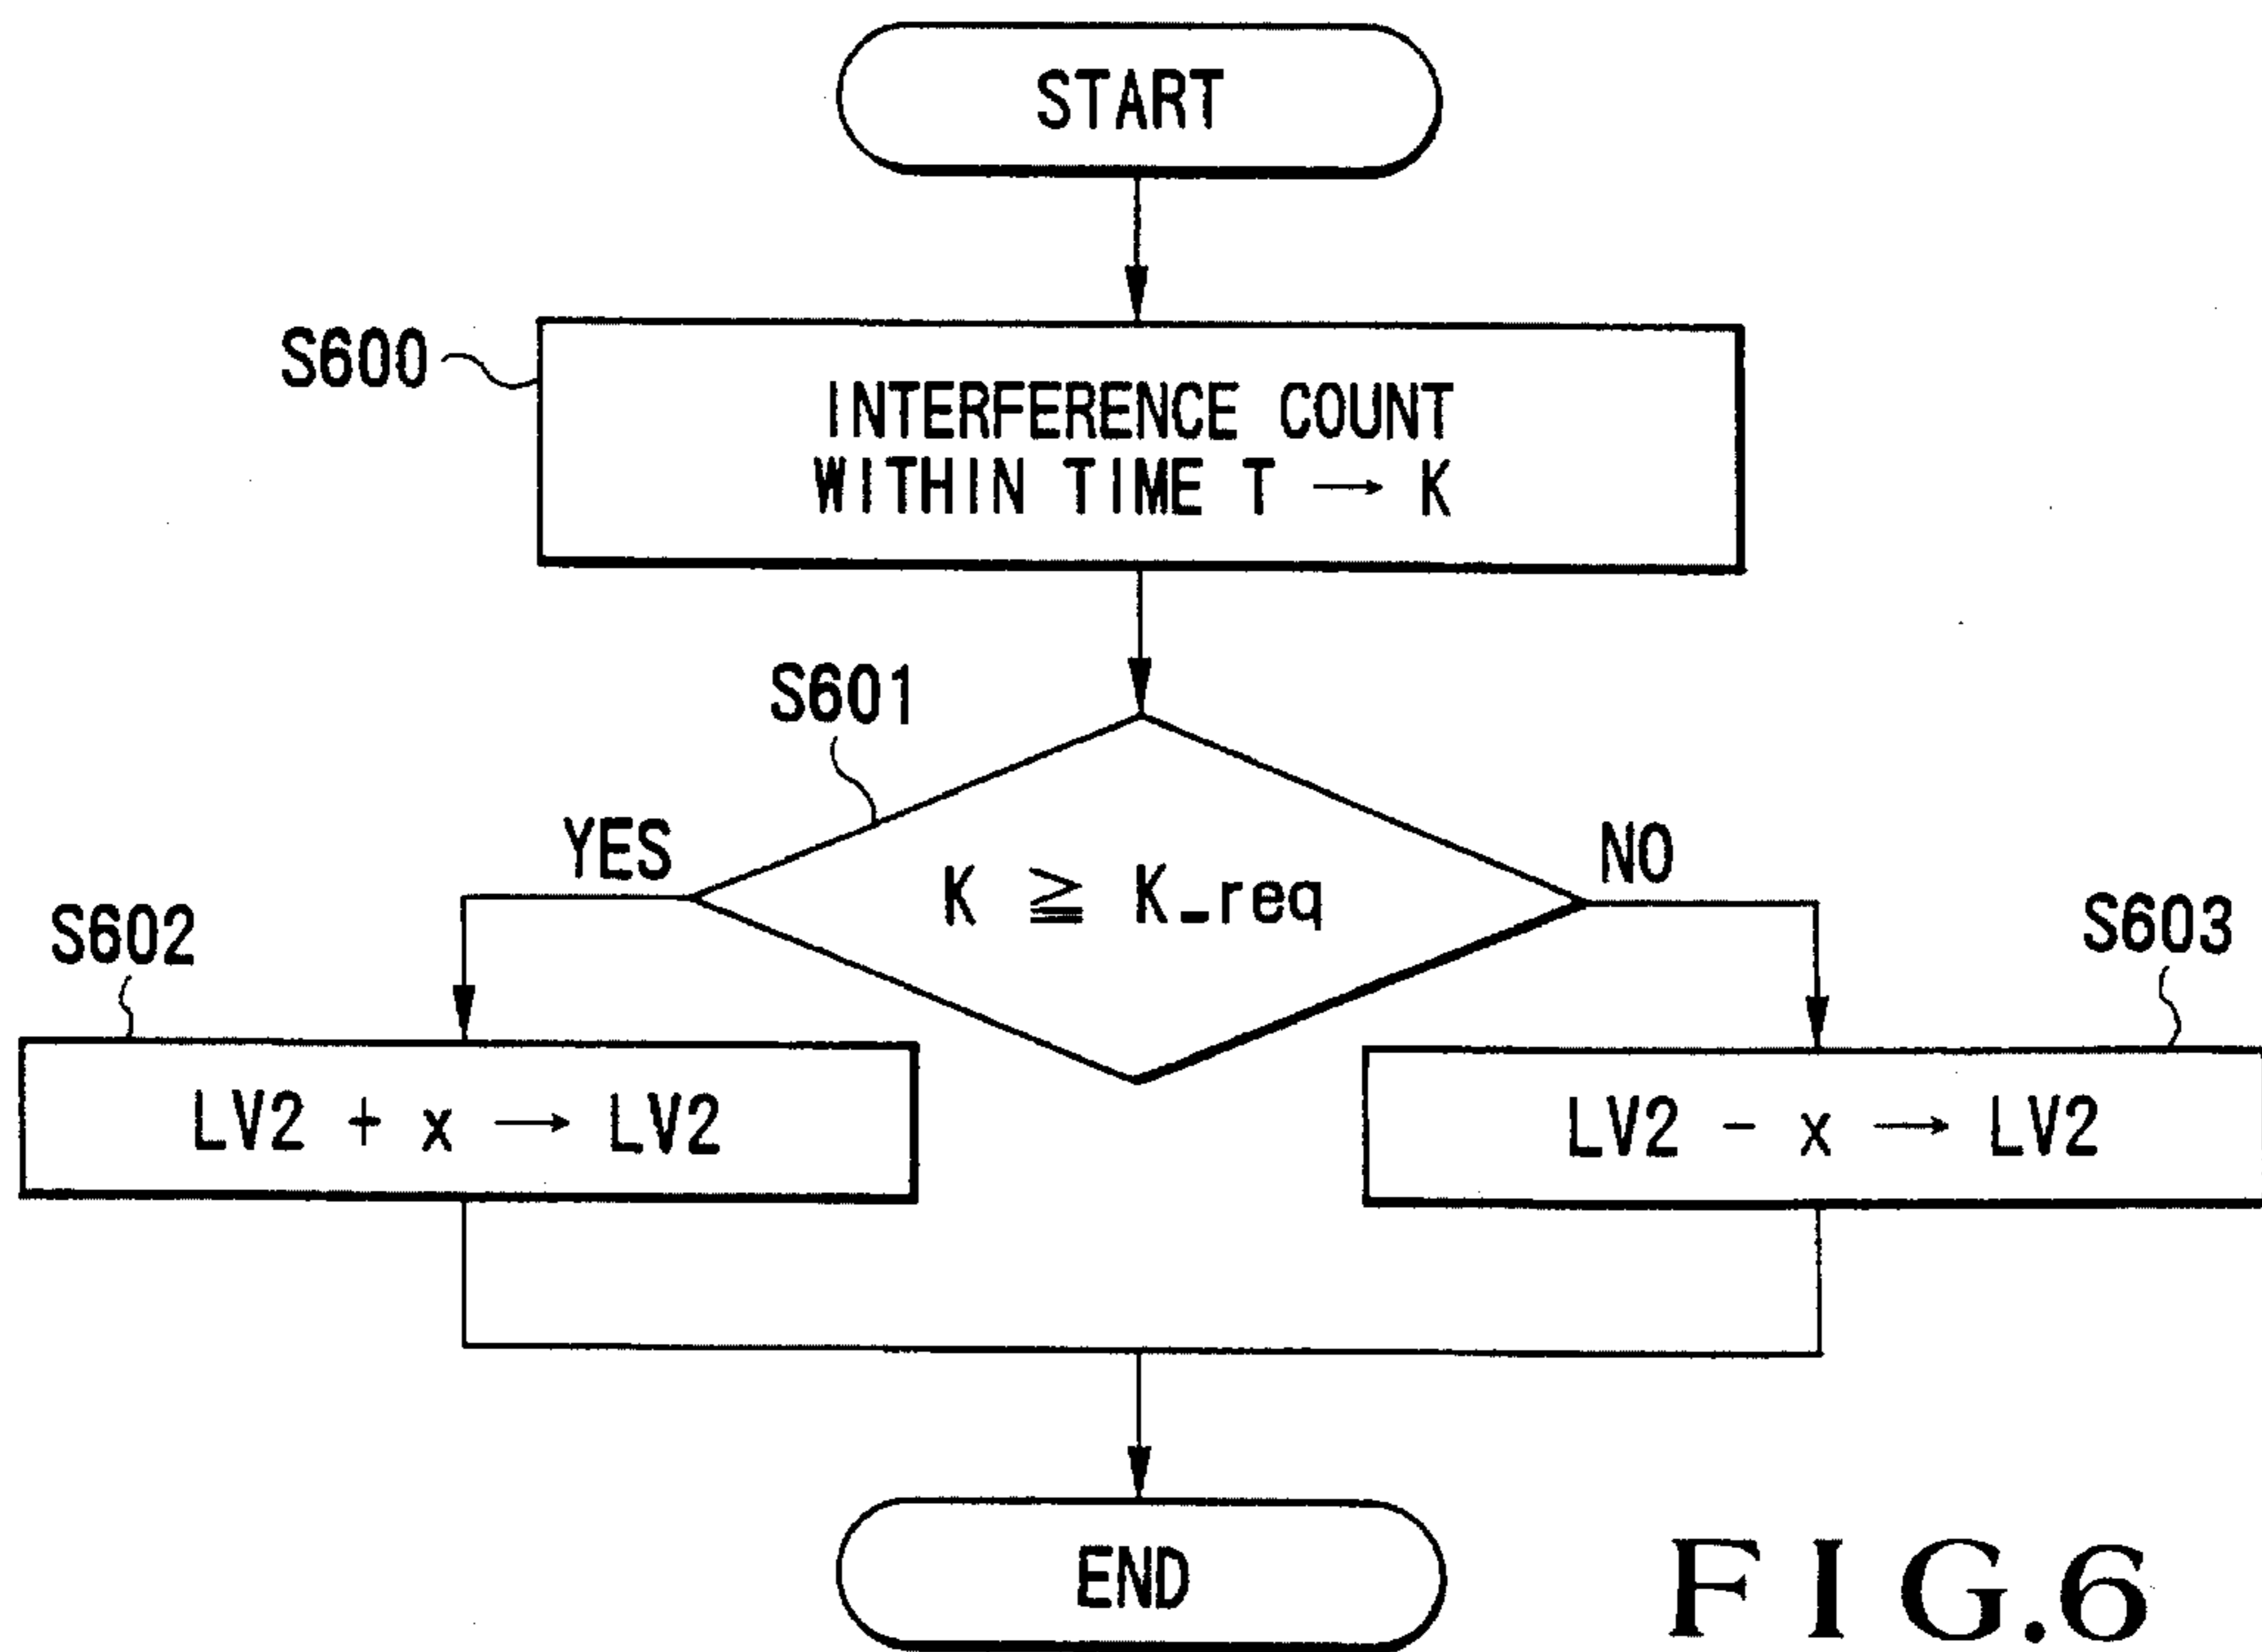 START
S600
INTERFERENCE COUNT
WITHIN TIME T → K
S601
YES
K ≧ K_req
NO
S602
S603
LV2 + x → LV2
LV2 - x → LV2
END
FIG.6